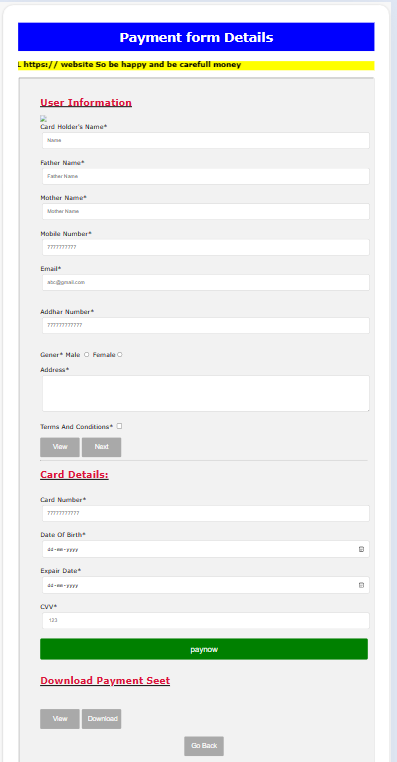 Payment form Details
https:// website So be happy and be carefull money
User Information
Card Holder's Name*
Name
Father Name*
Father Name
Mother Name*
Mother Name
Mobile Number*
7777777777
Email*
abc@gmail.com
Addhar Number*
777777777777
Gener* Male Female
Address*
Terms And Conditions*
View Next
Card Details:
Card Number*
77777777777
Date Of Birth*
dd-mm-yyyy
Expair Date*
dd-mm-yyyy
CVV*
123
paynow
Download Payment Seet
View Download
Go Back